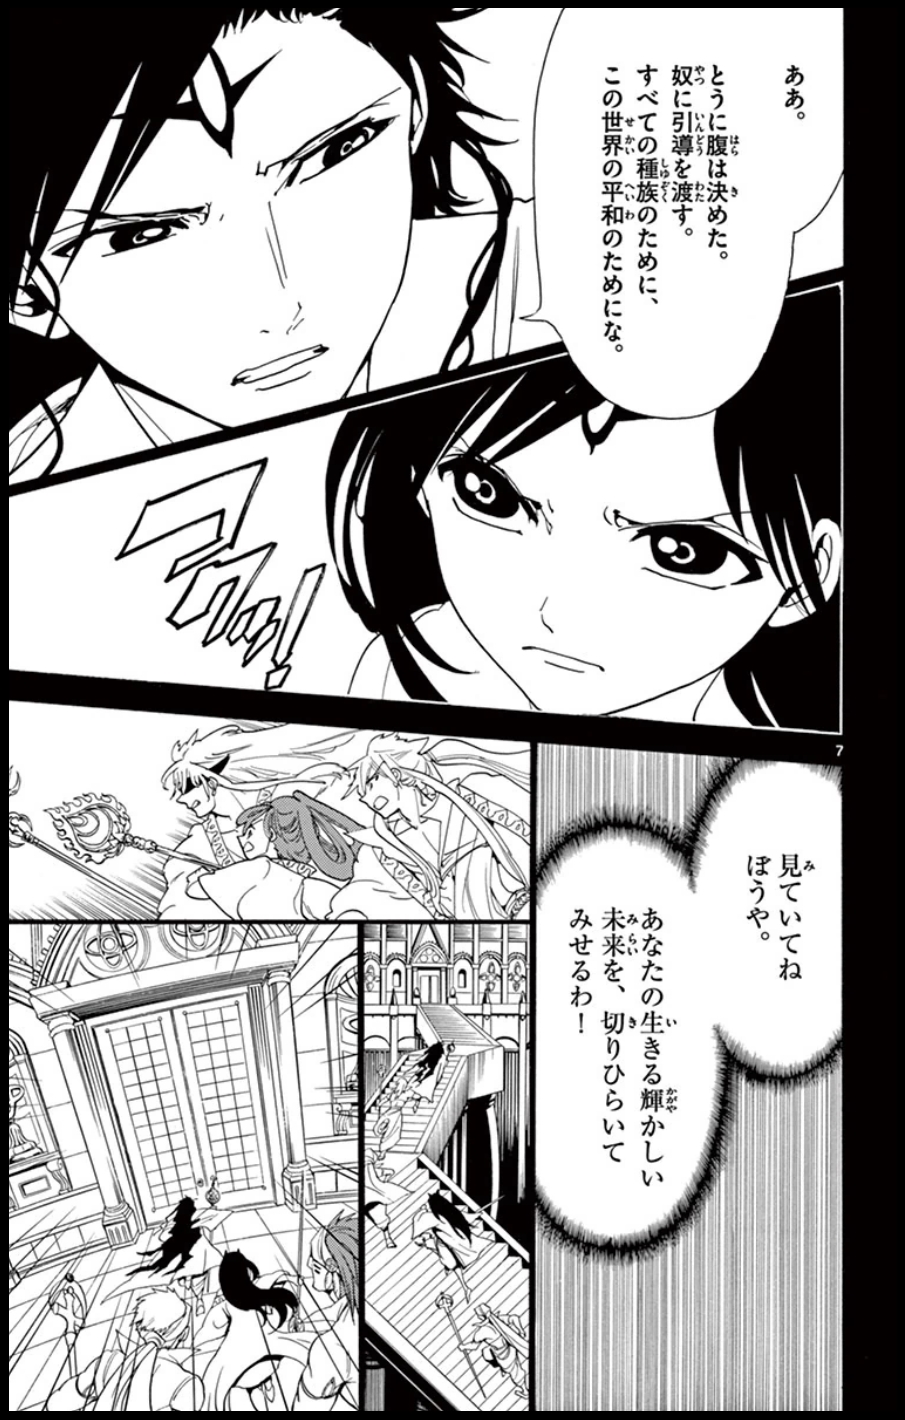 ああ。
とうに腹は決めた。
奴に引導を渡す。
すべての種族のために、
この世界の平和のためにな。
コクッ!
7
見ていてね
ぼうや。
あなたの生きる輝かしい
未来を、切りひらいて
みせるわ!